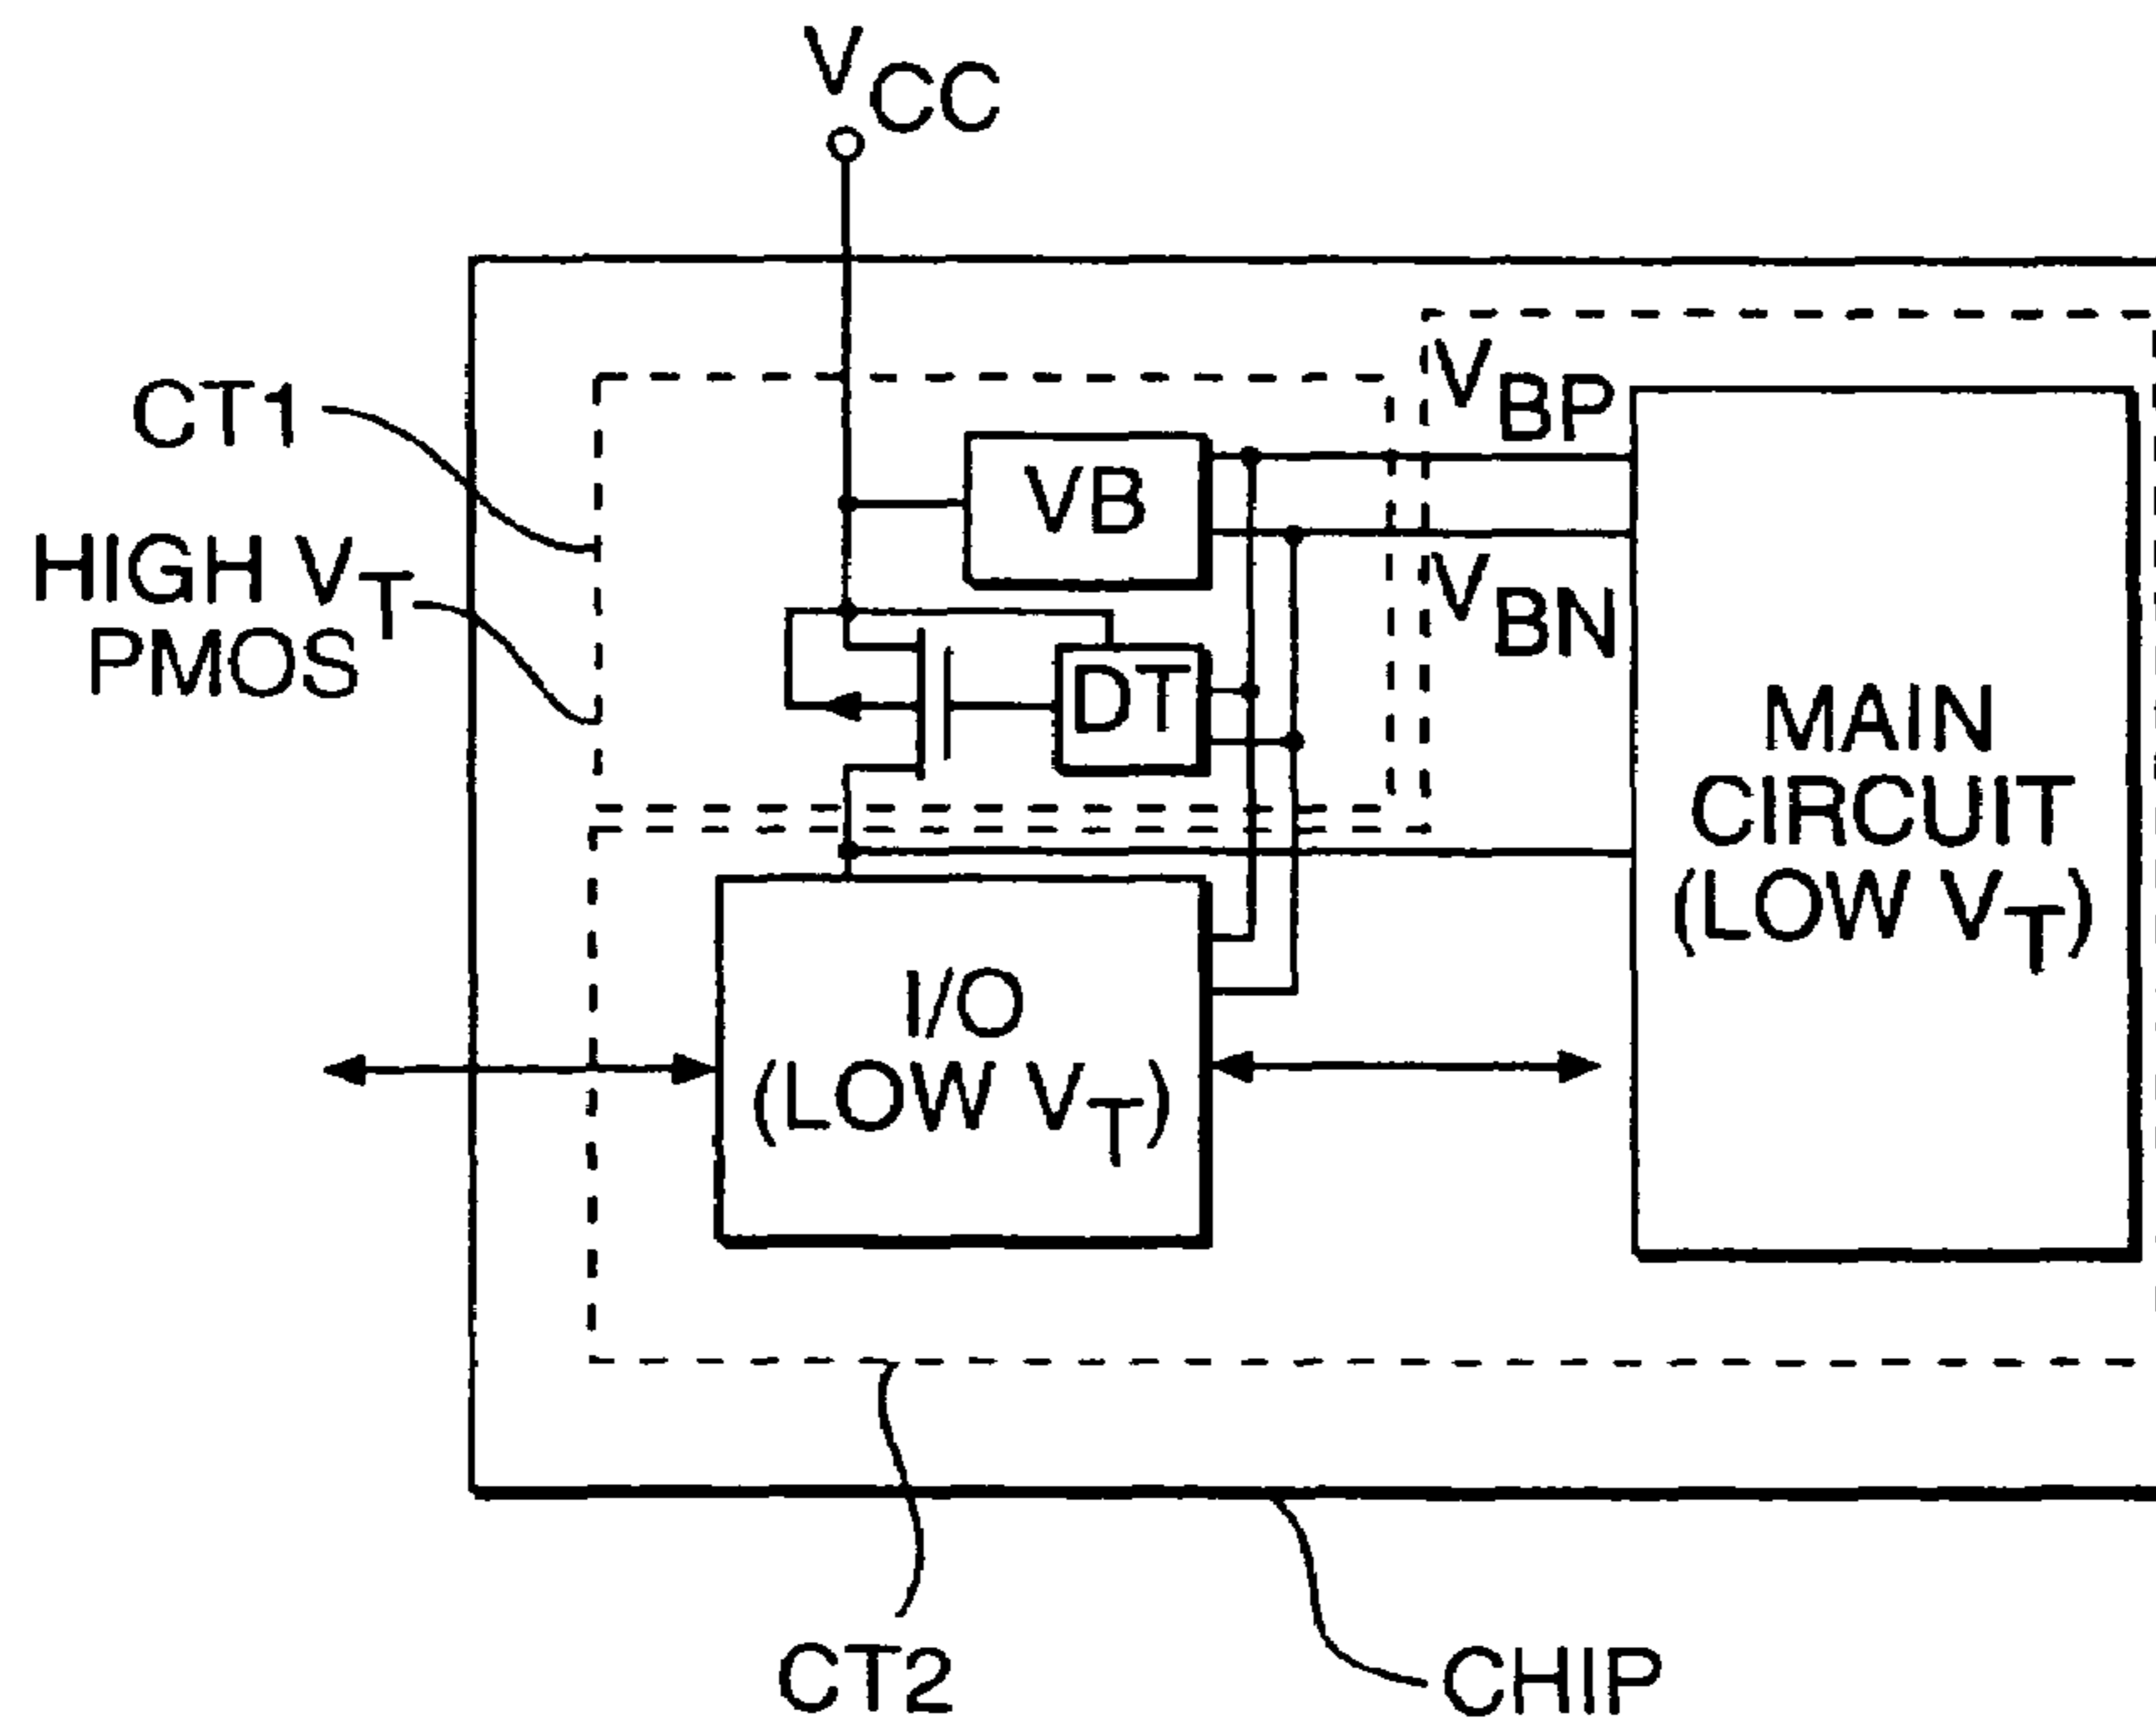 VCC
CT1
HIGH VT
PMOS
VB
VBP
VBN
DT
MAIN
CIRCUIT
(LOW VT)
I/O
(LOW VT)
CT2
CHIP